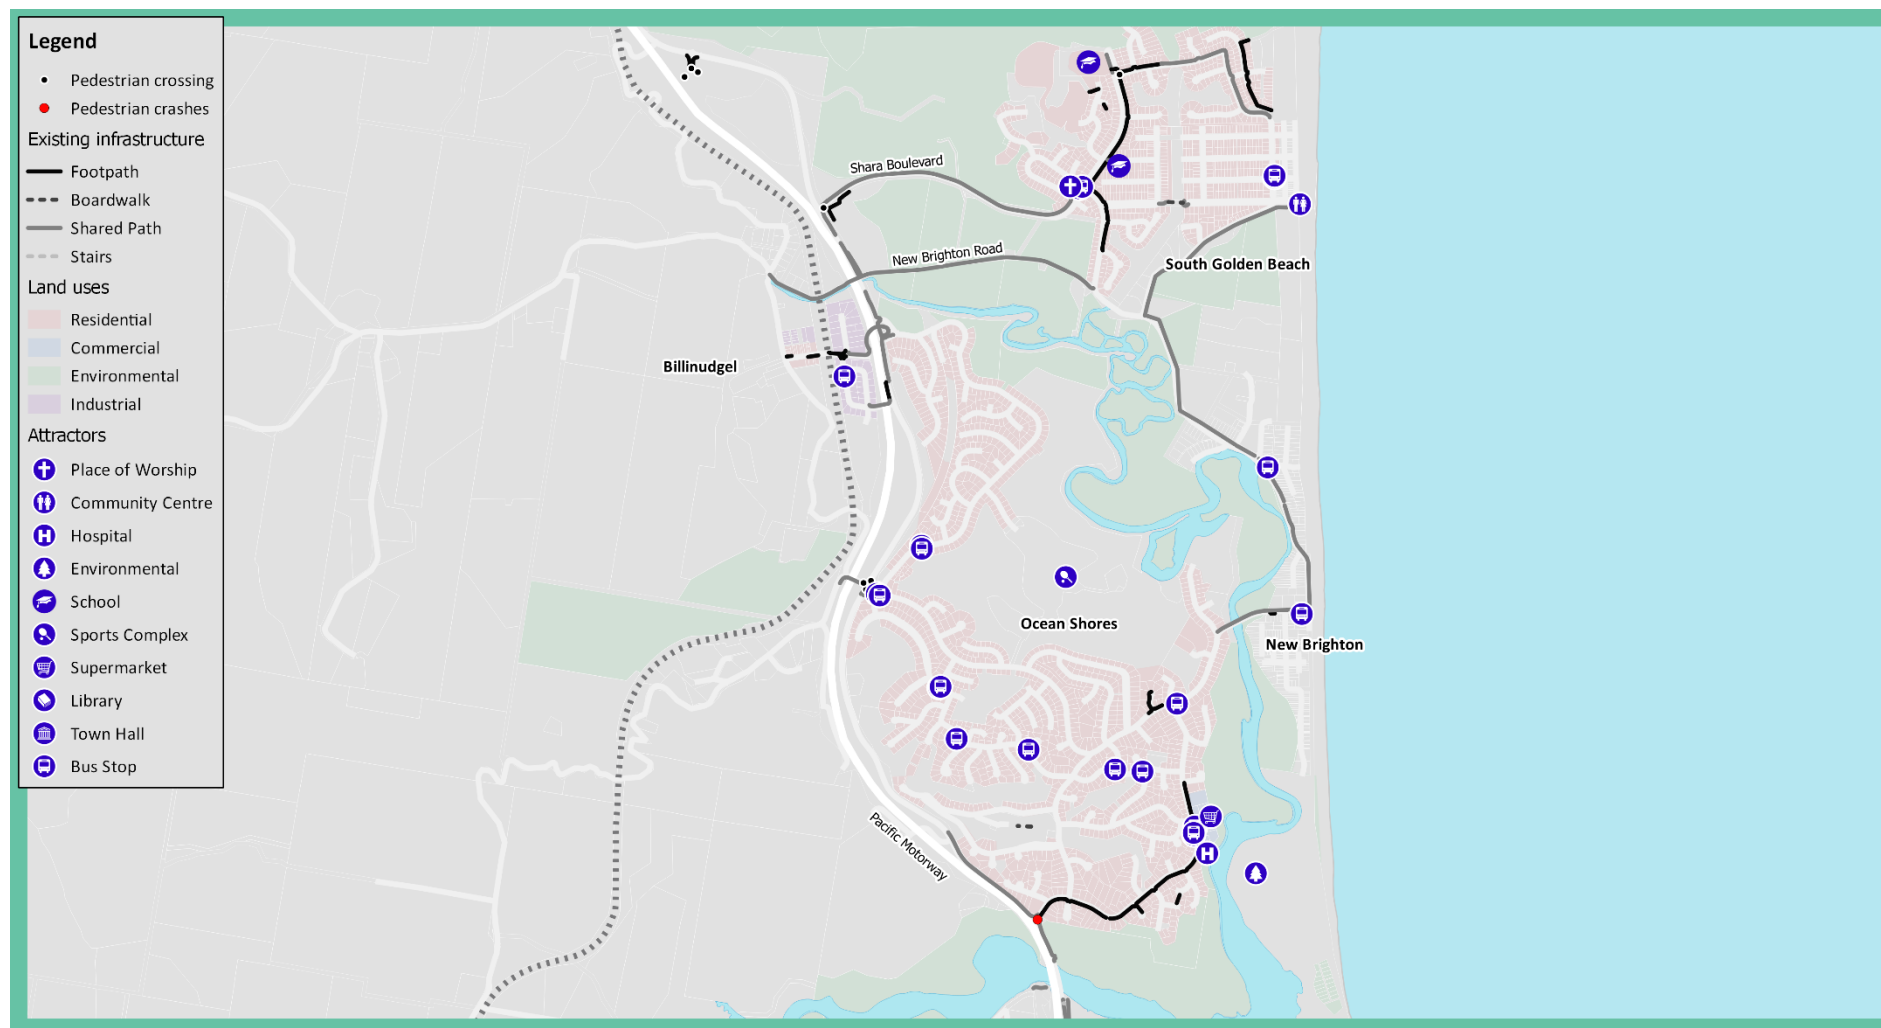 Legend
Pedestrian crossing
Pedestrian crashes
Existing infrastructure
Footpath
Boardwalk
Shared Path
Stairs
Land uses
Residential
Commercial
Environmental
Industrial
Attractors
Place of Worship
Community Centre
H Hospital
Environmental
School
Sports Complex
Supermarket
Library
Town Hall
Bus Stop
Shara Boulevard
New Brighton Road
South Golden Beach
Billinudgel
Ocean Shores
New Brighton
Pacific Motorway
H